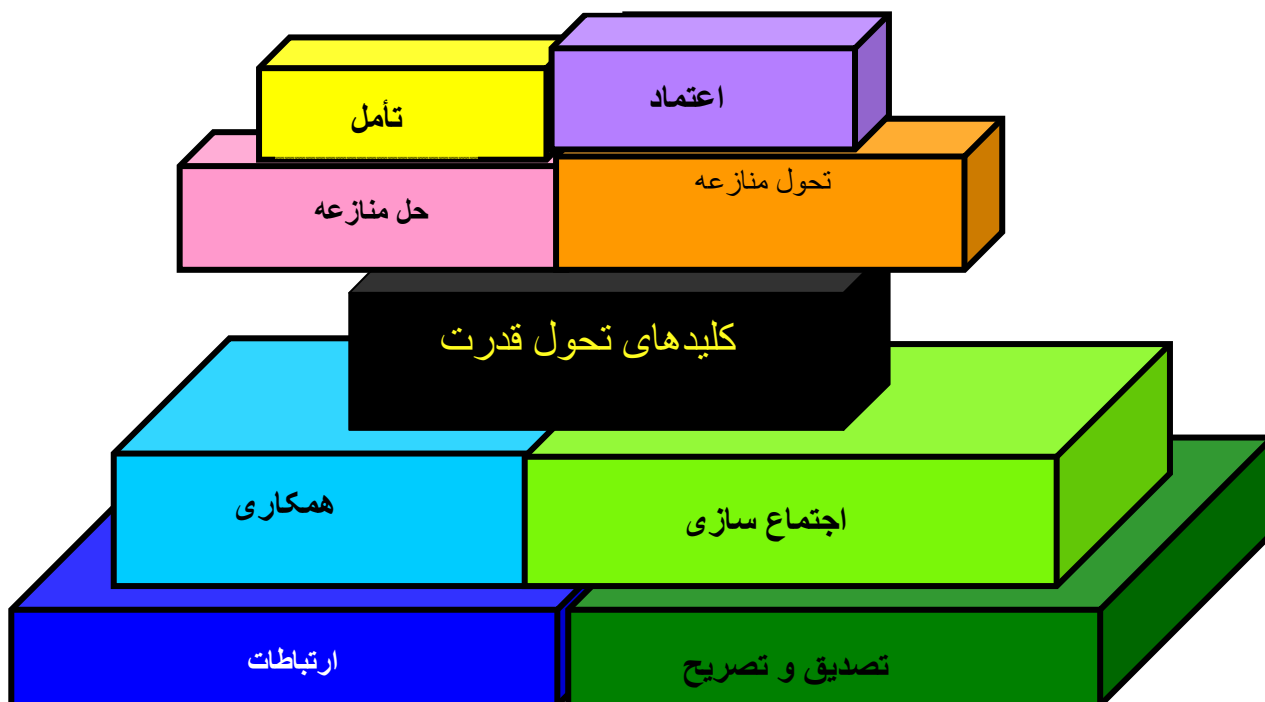 اعتماد
تأمل
تحول منازعه
حل منازعه
کلیدهای تحول قدرت
اجتماع سازی
همکاری
تصدیق و تصریح
ارتباطات